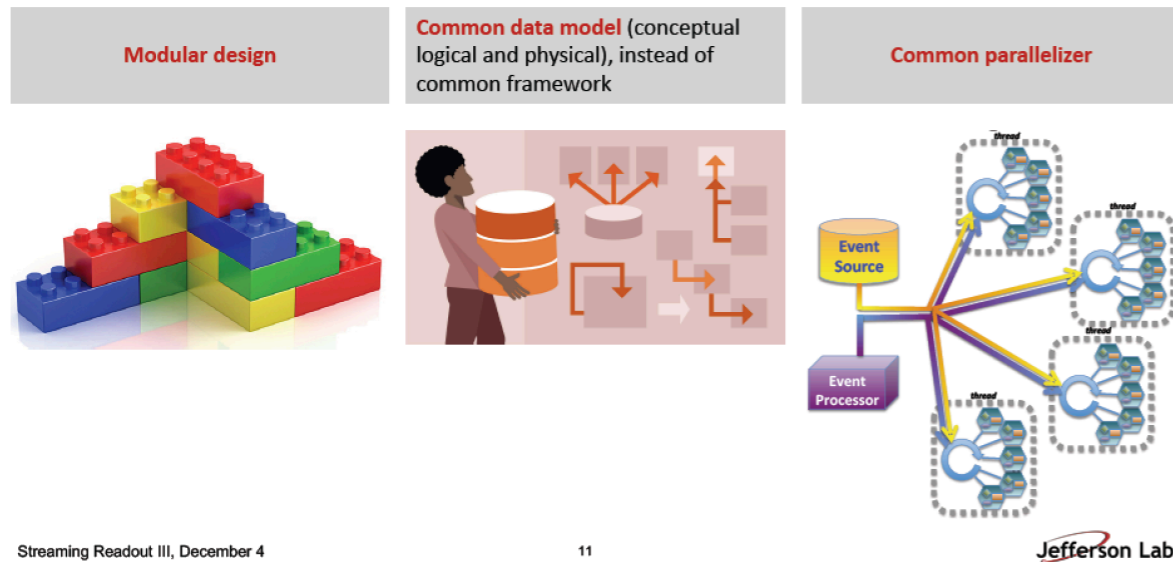 Modular design
Common data model (conceptual
logical and physical), instead of
common framework
Common parallelizer
thread
thread
Event
Source
thread
Event
Processor
thread
Streaming Readout III, December 4
11
Jefferson Lab